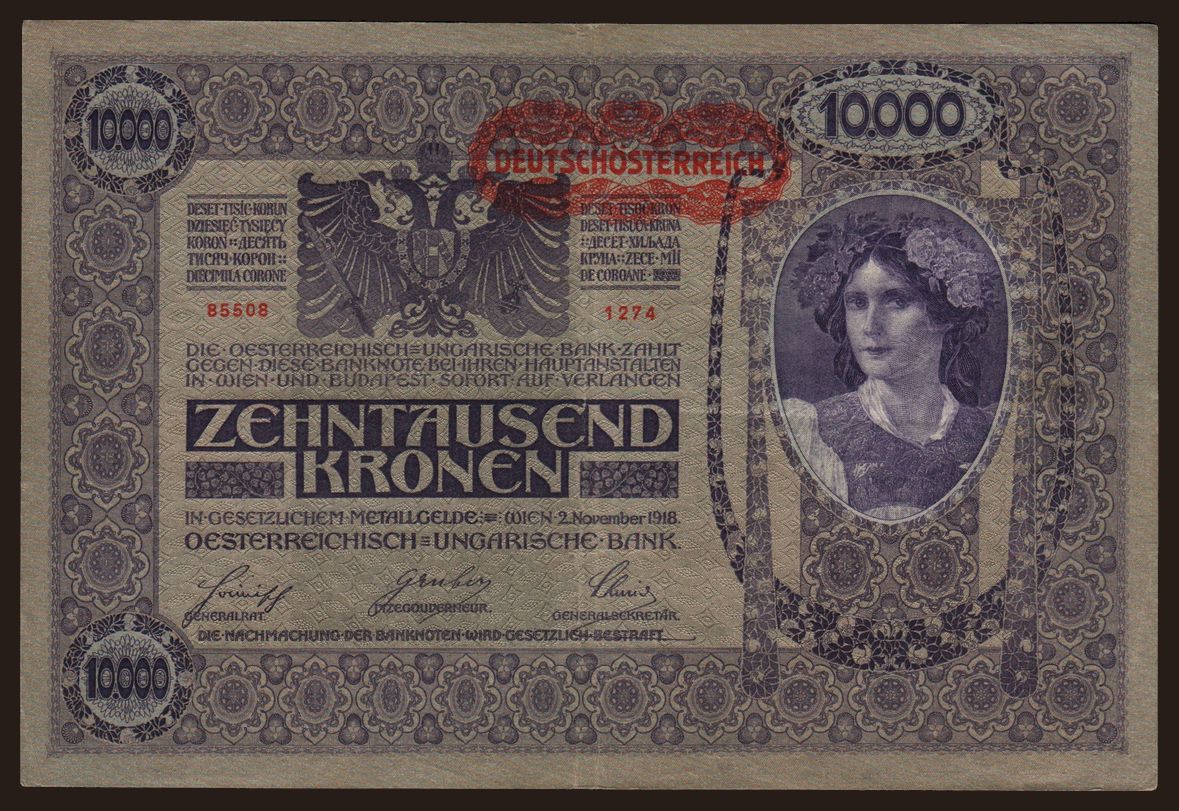 10.000
10.000
DEUTSCHÖSTERREICH
DESET·TISÍC·KORUN
DZIESIĘĆ·TYSIĘCY
KORON::ДЕСЯТЬ
ТИСЯЧ·КОРОН::
DIECIMILA CORONE
DESET·TISOČ·KRON
DESET·TISUĆA·KRUNA
::ДЕСЕТ·ХИЉАДА
КРУНА::ZECE·MII
DE COROANE·
85508
1274
DIE·OESTERREICHISCH=UNGARISCHE·BANK·ZAHLT
GEGEN·DIESE·BANKNOTE·BEI·IHREN·HAUPTANSTALTEN
IN·WIEN·UND·BUDAPEST·SOFORT·AUF·VERLANGEN
ZEHNTAUSEND
KRONEN
IN·GESETZLICHEM·METALLGELDE:=:WIEN·2.November 1918.
OESTERREICHISCH=UNGARISCHE·BANK.
Gruber
GENERALRAT.
VIZEGOUVERNEUR.
GENERALSEKRETÄR.
DIE·NACHMACHUNG·DER·BANKNOTEN·WIRD·GESETZLICH·BESTRAFT.
10.000